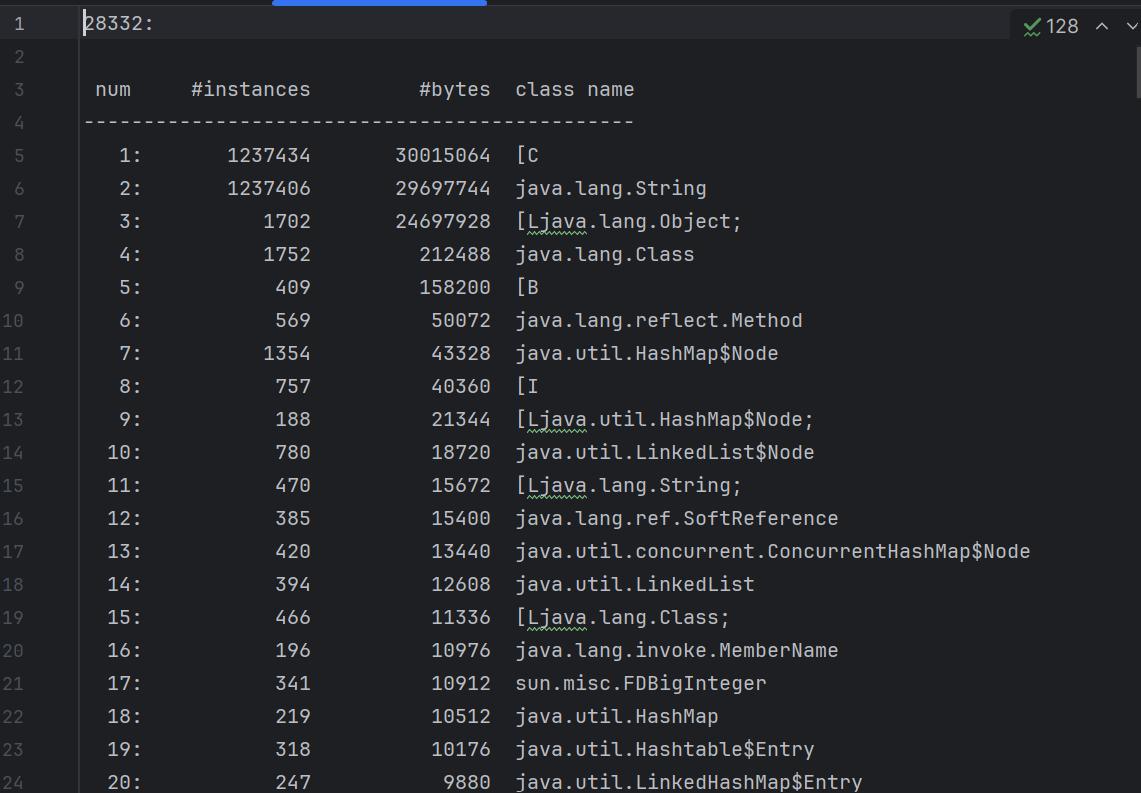 1 28332: 128
2
3 num #instances #bytes class name
4 ----------------------------------------------
5 1: 1237434 30015064 [C
6 2: 1237406 29697744 java.lang.String
7 3: 1702 24697928 [Ljava.lang.Object;
8 4: 1752 212488 java.lang.Class
9 5: 409 158200 [B
10 6: 569 50072 java.lang.reflect.Method
11 7: 1354 43328 java.util.HashMap$Node
12 8: 757 40360 [I
13 9: 188 21344 [Ljava.util.HashMap$Node;
14 10: 780 18720 java.util.LinkedList$Node
15 11: 470 15672 [Ljava.lang.String;
16 12: 385 15400 java.lang.ref.SoftReference
17 13: 420 13440 java.util.concurrent.ConcurrentHashMap$Node
18 14: 394 12608 java.util.LinkedList
19 15: 466 11336 [Ljava.lang.Class;
20 16: 196 10976 java.lang.invoke.MemberName
21 17: 341 10912 sun.misc.FDBigInteger
22 18: 219 10512 java.util.HashMap
23 19: 318 10176 java.util.Hashtable$Entry
24 20: 247 9880 java.util.LinkedHashMap$Entry